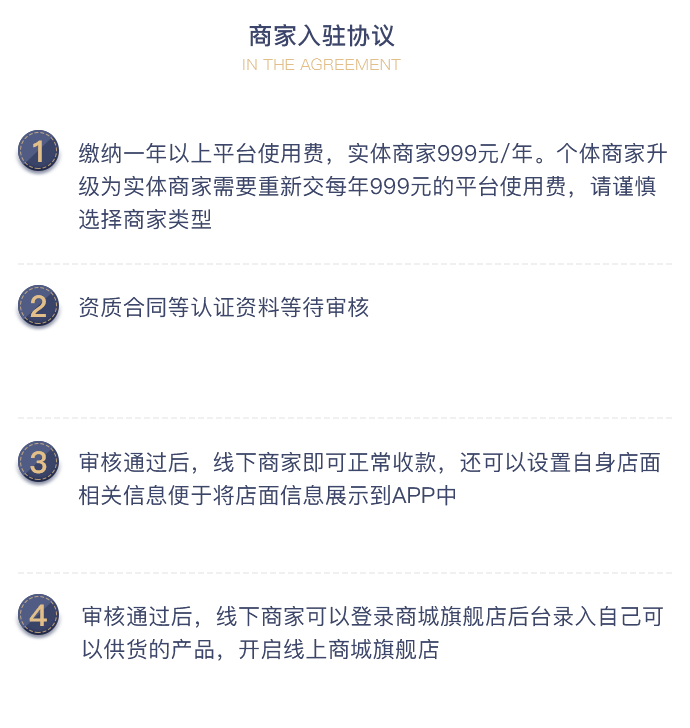 商家入驻协议
IN THE AGREEMENT
1
缴纳一年以上平台使用费，实体商家999元/年。个体商家升
级为实体商家需要重新交每年999元的平台使用费，请谨慎
选择商家类型
2
资质合同等认证资料等待审核
3
审核通过后，线下商家即可正常收款，还可以设置自身店面
相关信息便于将店面信息展示到APP中
4
审核通过后，线下商家可以登录商城旗舰店后台录入自己可
以供货的产品，开启线上商城旗舰店